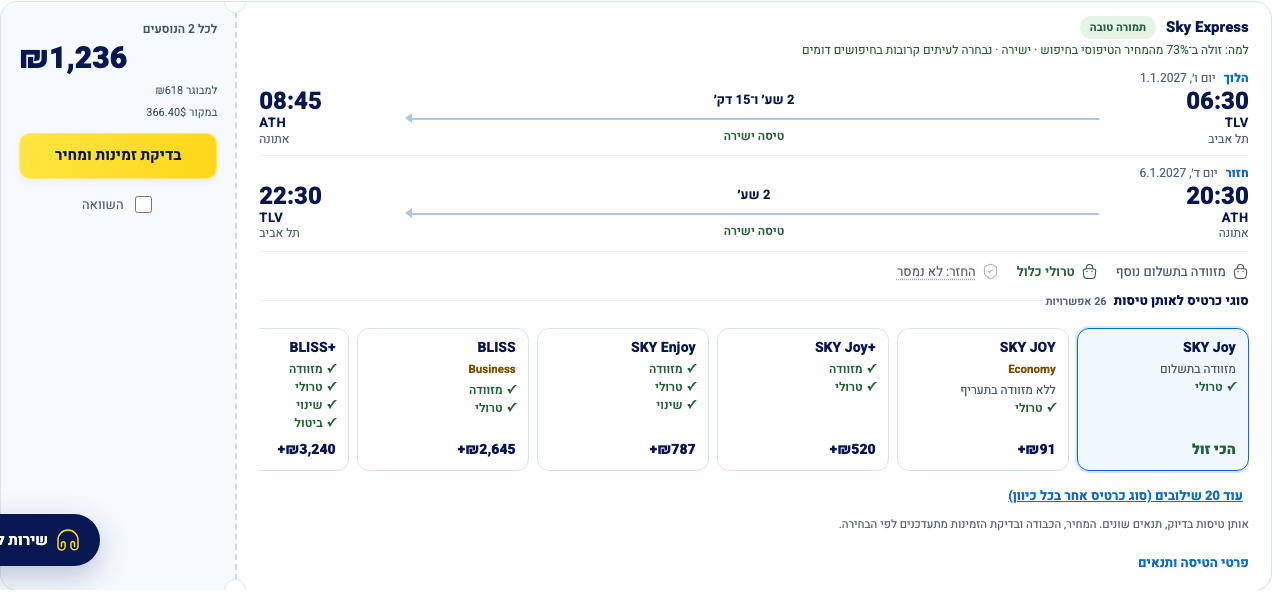 Sky Express תמורה טובה
למה: זולה ב־73% מהמחיר הטיפוסי בחיפוש · ישירה · נבחרה לעיתים קרובות בחיפושים דומים
הלוך יום ו׳, 1.1.2027
06:30
TLV
תל אביב
2 שע׳ ו־15 דק׳
טיסה ישירה
08:45
ATH
אתונה
חזור יום ד׳, 6.1.2027
20:30
ATH
אתונה
2 שע׳
טיסה ישירה
22:30
TLV
תל אביב
מזוודה בתשלום נוסף טרולי כלול החזר: לא נמסר
סוגי כרטיס לאותן טיסות 26 אפשרויות
SKY Joy
מזוודה בתשלום
✓ טרולי
הכי זול
SKY JOY
Economy
ללא מזוודה בתעריף
✓ טרולי
+₪91
SKY Joy+
✓ מזוודה
✓ טרולי
+₪520
SKY Enjoy
✓ מזוודה
✓ טרולי
✓ שינוי
+₪787
BLISS
Business
✓ מזוודה
✓ טרולי
+₪2,645
BLISS+
✓ מזוודה
✓ טרולי
✓ שינוי
✓ ביטול
+₪3,240
עוד 20 שילובים (סוג כרטיס אחר בכל כיוון)
אותן טיסות בדיוק, תנאים שונים. המחיר, הכבודה ובדיקת הזמינות מתעדכנים לפי הבחירה.
פרטי הטיסה ותנאים
לכל 2 הנוסעים
₪1,236
למבוגר ₪618
במקור 366.40$
בדיקת זמינות ומחיר
השוואה
שירות ל